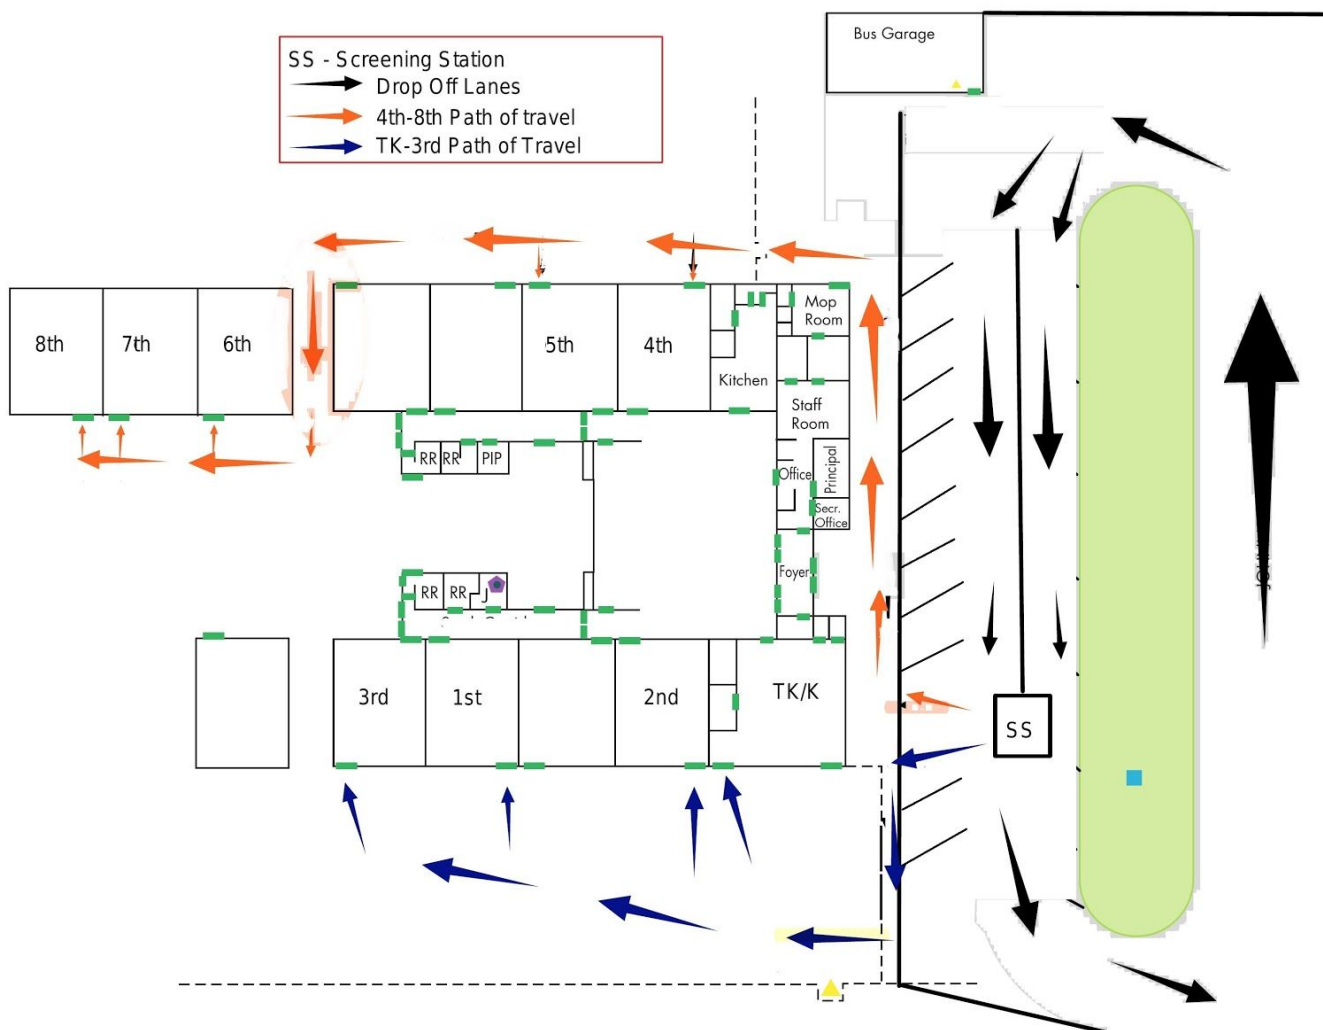 Bus Garage
SS - Screening Station
Drop Off Lanes
4th-8th Path of travel
TK-3rd Path of Travel
Mop
Room
8th
7th
6th
5th
4th
Kitchen
Staff
Room
RR
RR
PIP
Office
Principal
Secr.
Office
Foyer
RR
RR
J
3rd
1st
2nd
TK/K
SS